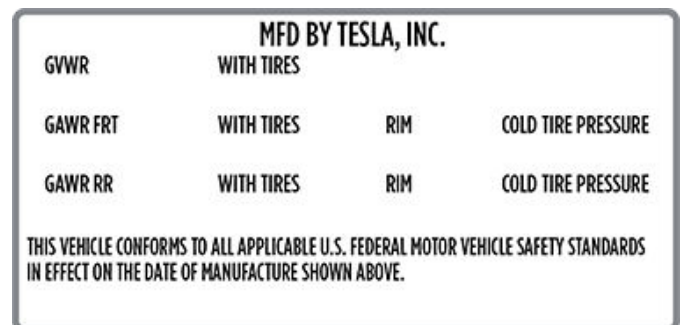 MFD BY TESLA, INC.
GVWR WITH TIRES
GAWR FRT WITH TIRES RIM COLD TIRE PRESSURE
GAWR RR WITH TIRES RIM COLD TIRE PRESSURE
THIS VEHICLE CONFORMS TO ALL APPLICABLE U.S. FEDERAL MOTOR VEHICLE SAFETY STANDARDS
IN EFFECT ON THE DATE OF MANUFACTURE SHOWN ABOVE.